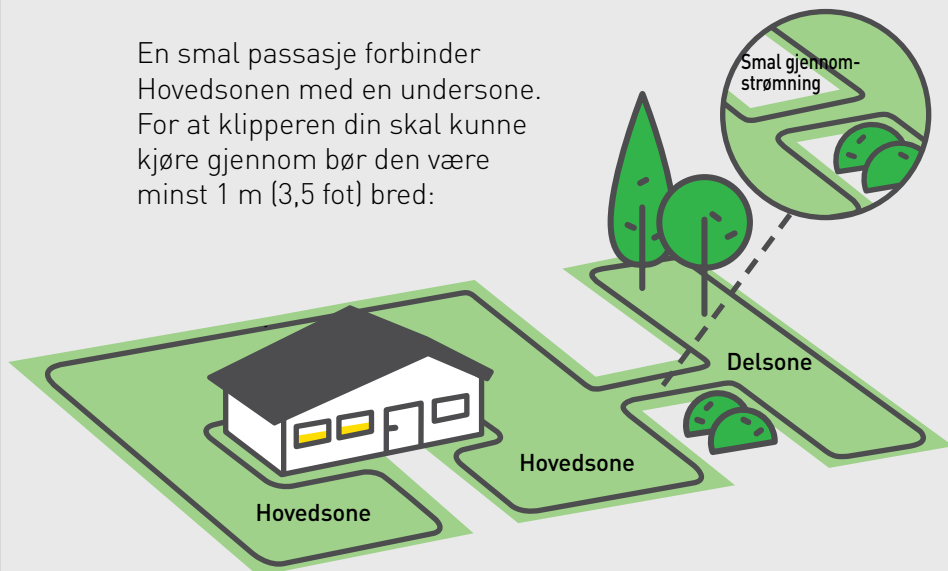 En smal passasje forbinder
Hovedsonen med en undersone.
For at klipperen din skal kunne
kjøre gjennom bør den være
minst 1 m (3,5 fot) bred:
Smal gjennom-
strømning
Delsone
Hovedsone
Hovedsone